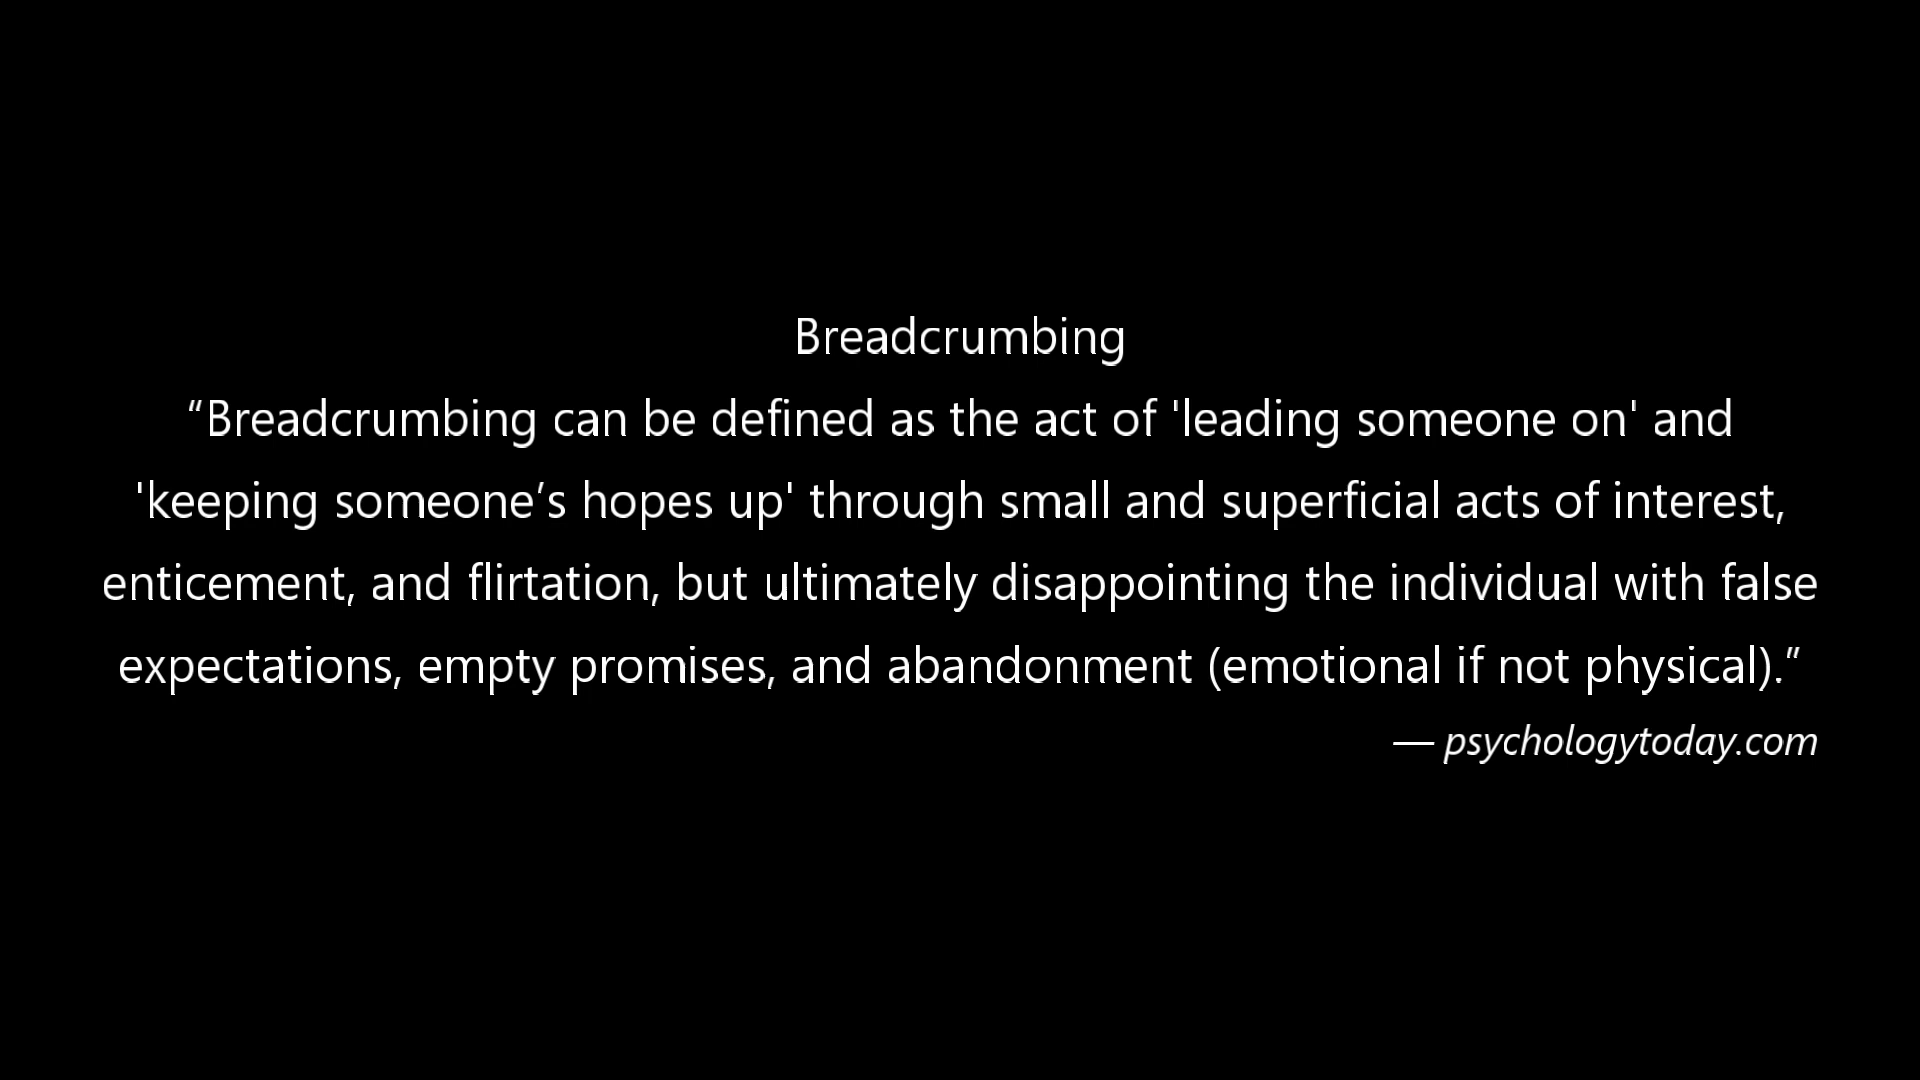 Breadcrumbing
“Breadcrumbing can be defined as the act of 'leading someone on' and
'keeping someone’s hopes up' through small and superficial acts of interest,
enticement, and flirtation, but ultimately disappointing the individual with false
expectations, empty promises, and abandonment (emotional if not physical).”
— psychologytoday.com